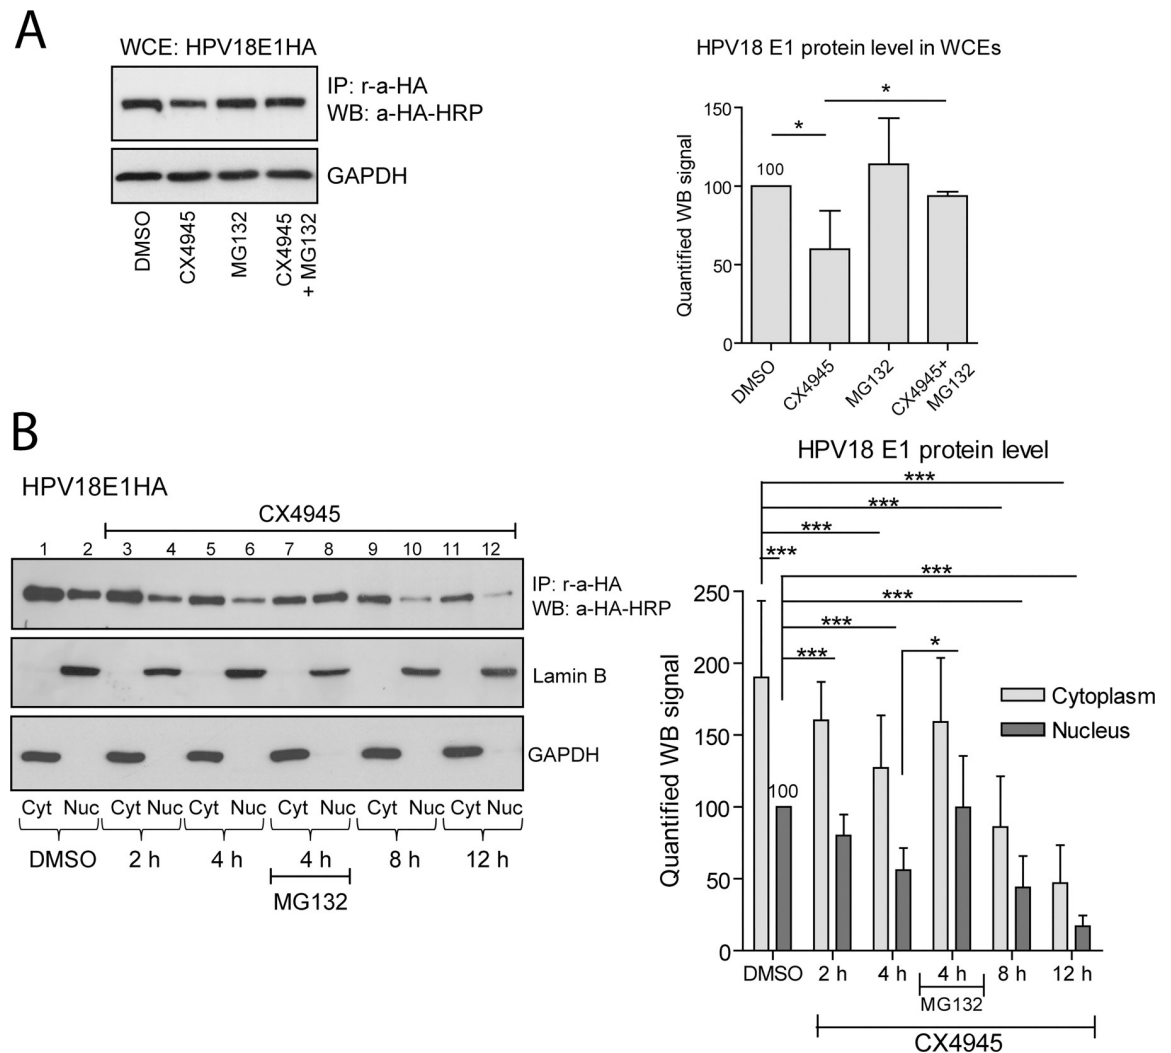 A
WCE: HPV18E1HA
IP: r-a-HA
WB: a-HA-HRP
GAPDH
DMSO
CX4945
MG132
CX4945
+ MG132
HPV18 E1 protein level in WCEs
Quantified WB signal
150
100
50
0
*
*
100
DMSO
CX4945
MG132
CX4945+
MG132
B
HPV18E1HA
CX4945
1 2 3 4 5 6 7 8 9 10 11 12
IP: r-a-HA
WB: a-HA-HRP
Lamin B
GAPDH
Cyt Nuc Cyt Nuc Cyt Nuc Cyt Nuc Cyt Nuc Cyt Nuc
DMSO 2 h 4 h 4 h 8 h 12 h
MG132
HPV18 E1 protein level
***
***
***
***
***
***
***
***
*
Quantified WB signal
250
200
150
100
50
0
100
Cytoplasm
Nucleus
DMSO 2 h 4 h 4 h 8 h 12 h
MG132
CX4945